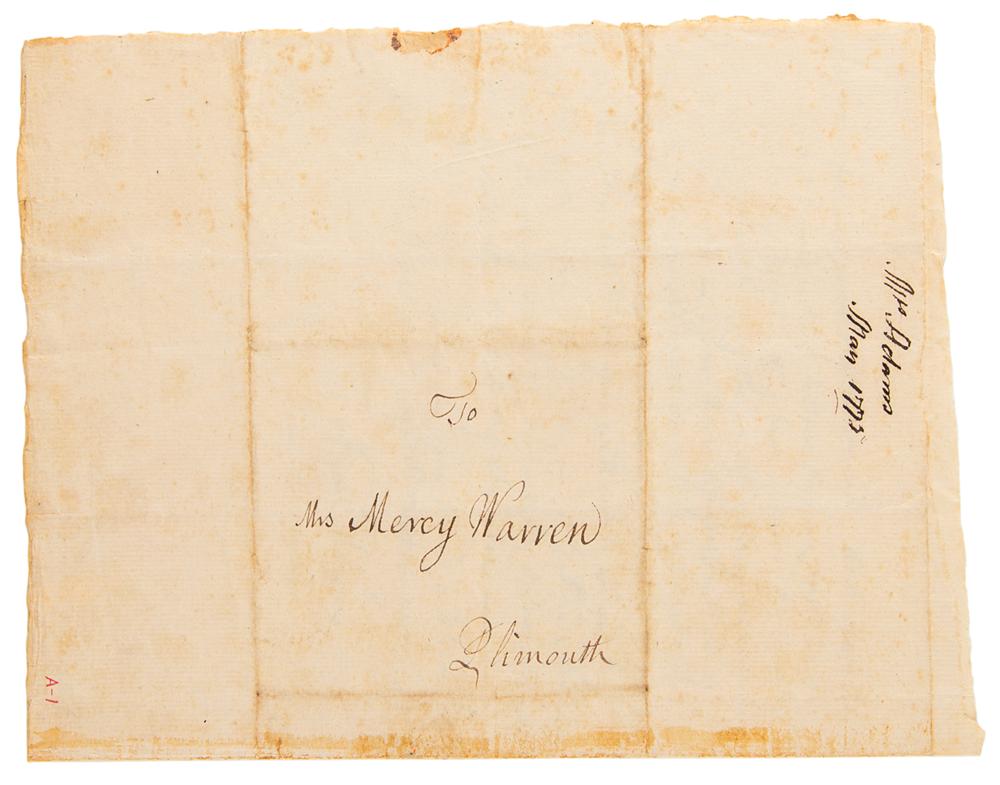 To
Mrs Mercy Warren
Plimouth
Mrs Adams
May 1775
A-1